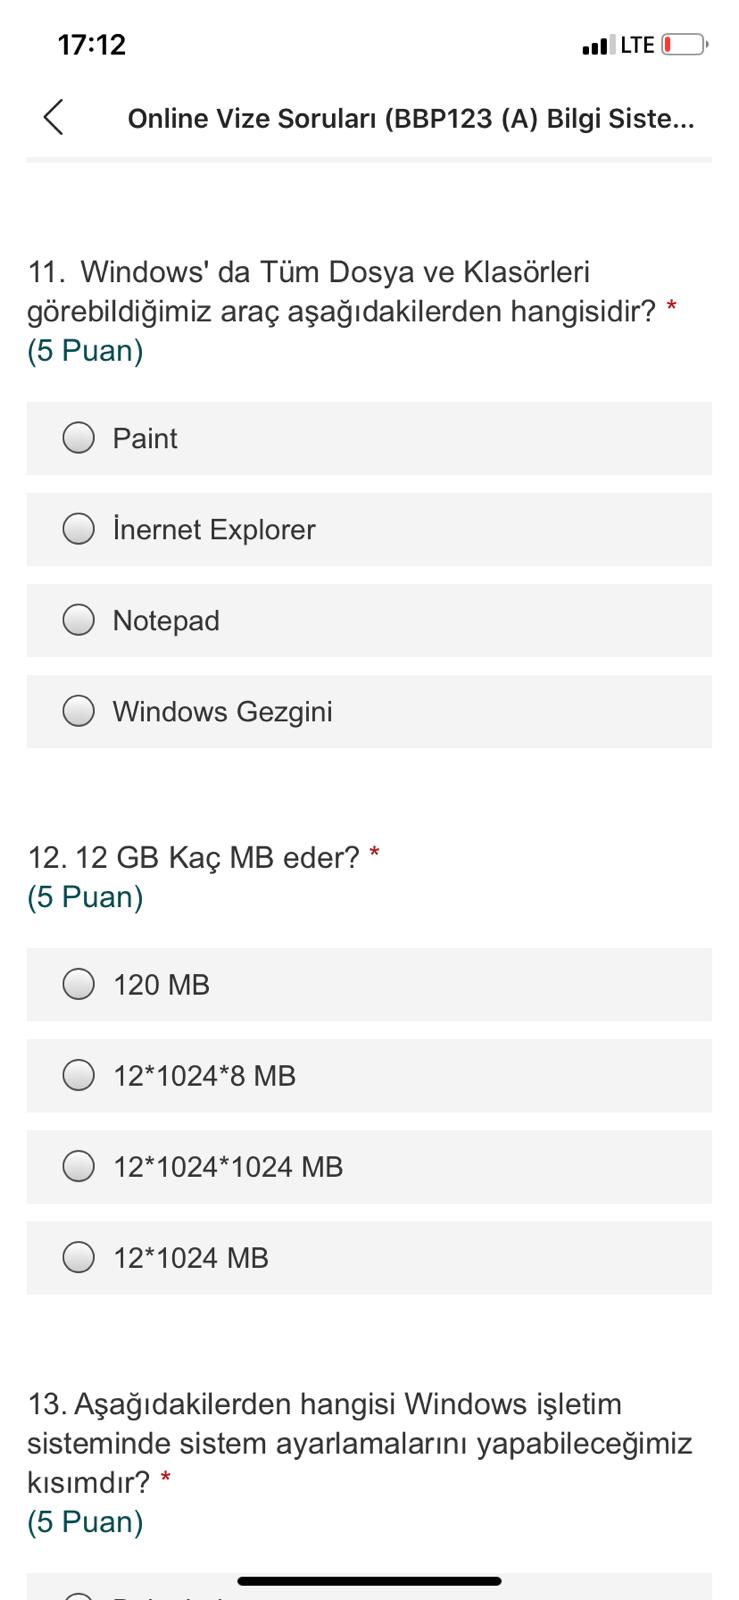 17:12
LTE
Online Vize Soruları (BBP123 (A) Bilgi Siste...
11. Windows' da Tüm Dosya ve Klasörleri
görebildiğimiz araç aşağıdakilerden hangisidir? *
(5 Puan)
Paint
İnernet Explorer
Notepad
Windows Gezgini
12. 12 GB Kaç MB eder? *
(5 Puan)
120 MB
12*1024*8 MB
12*1024*1024 MB
12*1024 MB
13. Aşağıdakilerden hangisi Windows işletim
sisteminde sistem ayarlamalarını yapabileceğimiz
kısımdır? *
(5 Puan)